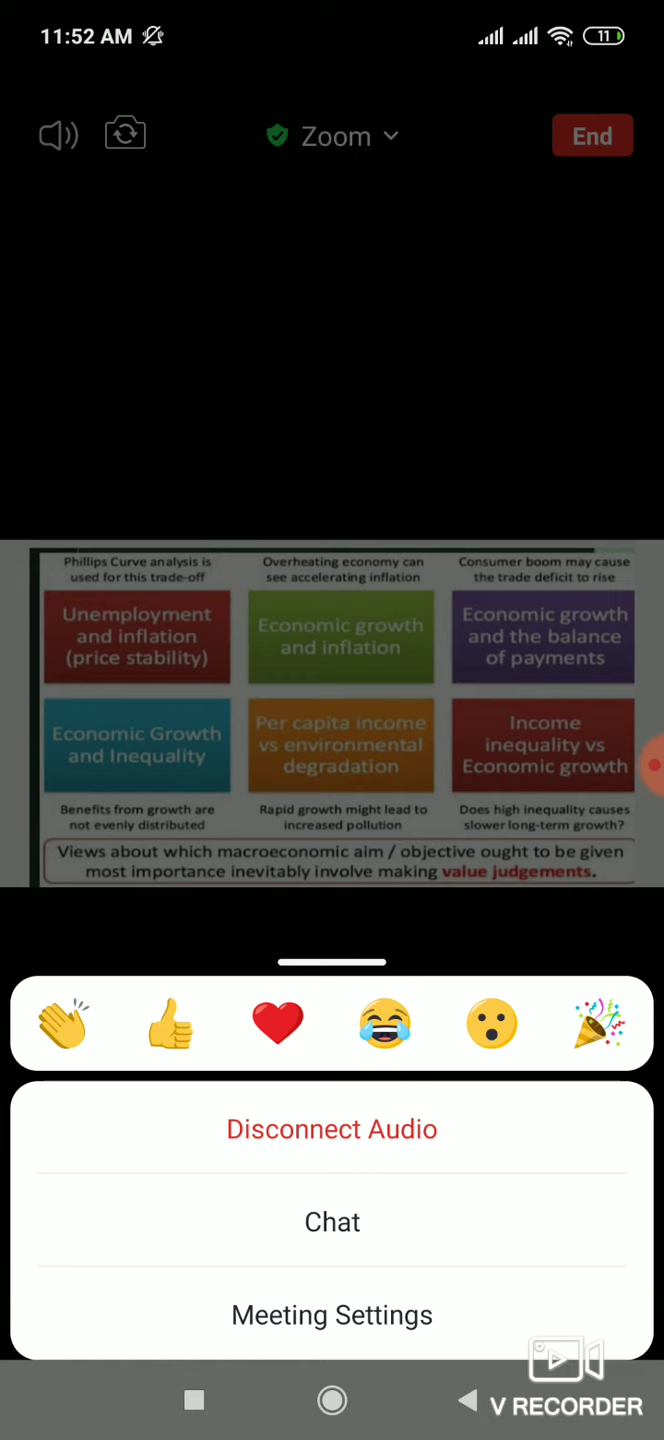 11:52 AM
11
Zoom
End
Phillips Curve analysis is
used for this trade-off
Overheating economy can
see accelerating inflation
Consumer boom may cause
the trade deficit to rise
Unemployment
and inflation
(price stability)
Economic growth
and inflation
Economic growth
and the balance
of payments
Economic Growth
and Inequality
Per capita income
vs environmental
degradation
Income
inequality vs
Economic growth
Benefits from growth are
not evenly distributed
Rapid growth might lead to
increased pollution
Does high inequality causes
slower long-term growth?
Views about which macroeconomic aim / objective ought to be given
most importance inevitably involve making value judgements.
Disconnect Audio
Chat
Meeting Settings
V RECORDER